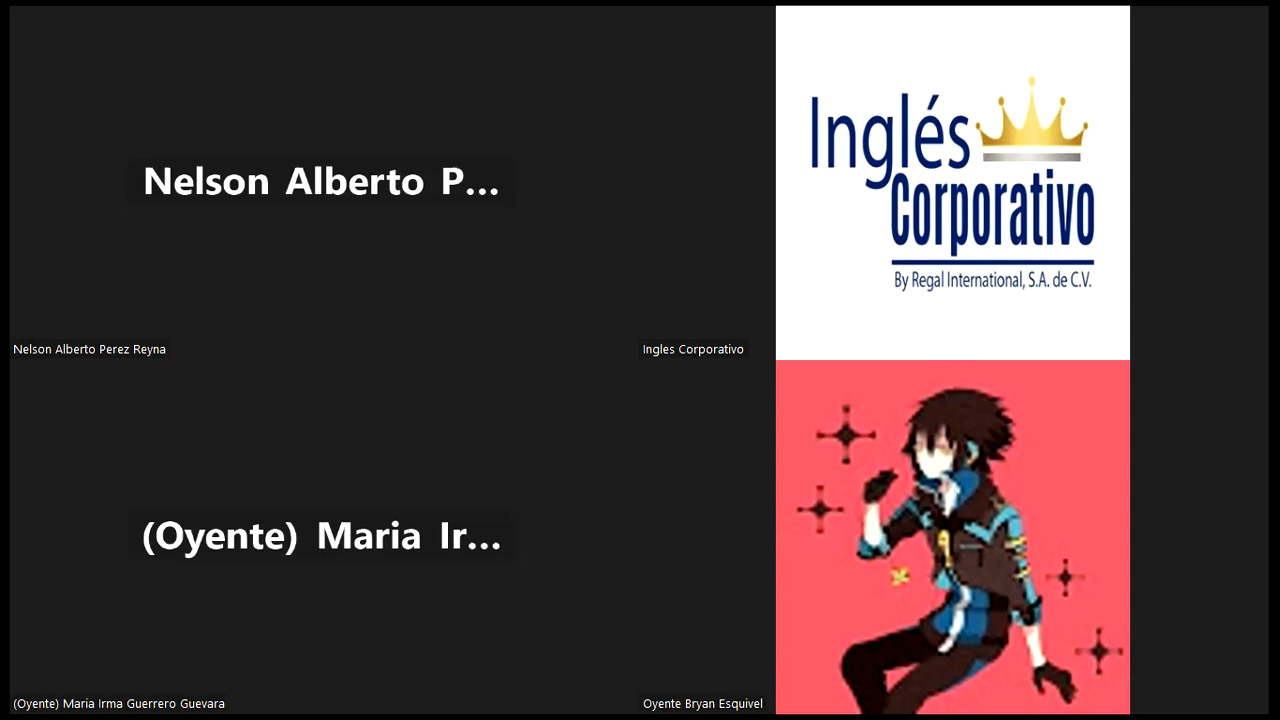 Nelson Alberto P...
Nelson Alberto Perez Reyna
Inglés
Corporativo
By Regal International, S.A. de C.V.
Ingles Corporativo
(Oyente) Maria Ir...
(Oyente) Maria Irma Guerrero Guevara
Oyente Bryan Esquivel